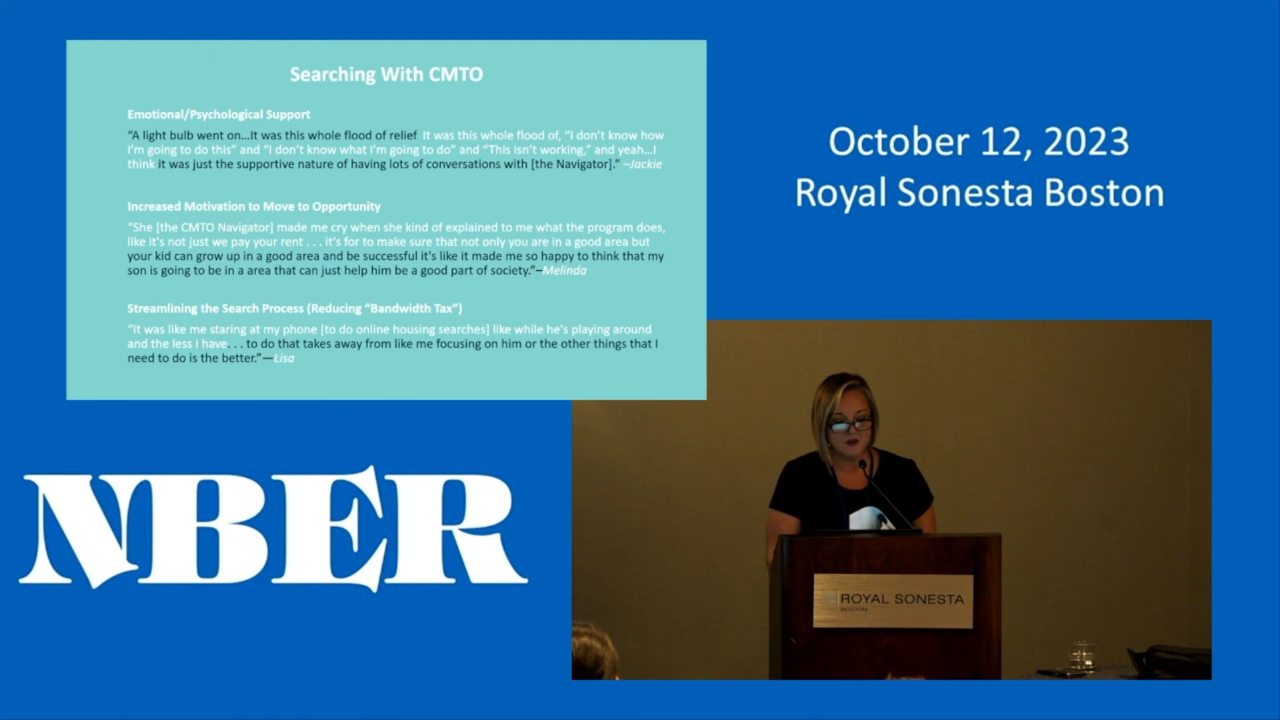 Searching With CMTO
Emotional/Psychological Support
“A light bulb went on...It was this whole flood of relief It was this whole flood of, “I don’t know how
I’m going to do this” and “I don’t know what I’m going to do” and “This isn’t working,” and yeah...I
think it was just the supportive nature of having lots of conversations with [the Navigator].” –Jackie
Increased Motivation to Move to Opportunity
“She [the CMTO Navigator] made me cry when she kind of explained to me what the program does,
like it’s not just we pay your rent . . . it’s for to make sure that not only you are in a good area but
your kid can grow up in a good area and be successful it’s like it made me so happy to think that my
son is going to be in a area that can just help him be a good part of society.”–Melinda
Streamlining the Search Process (Reducing “Bandwidth Tax”)
“It was like me staring at my phone [to do online housing searches] like while he’s playing around
and the less I have. . . to do that takes away from like me focusing on him or the other things that I
need to do is the better.”—Lisa
October 12, 2023
Royal Sonesta Boston
NBER
ROYAL SONESTA
BOSTON